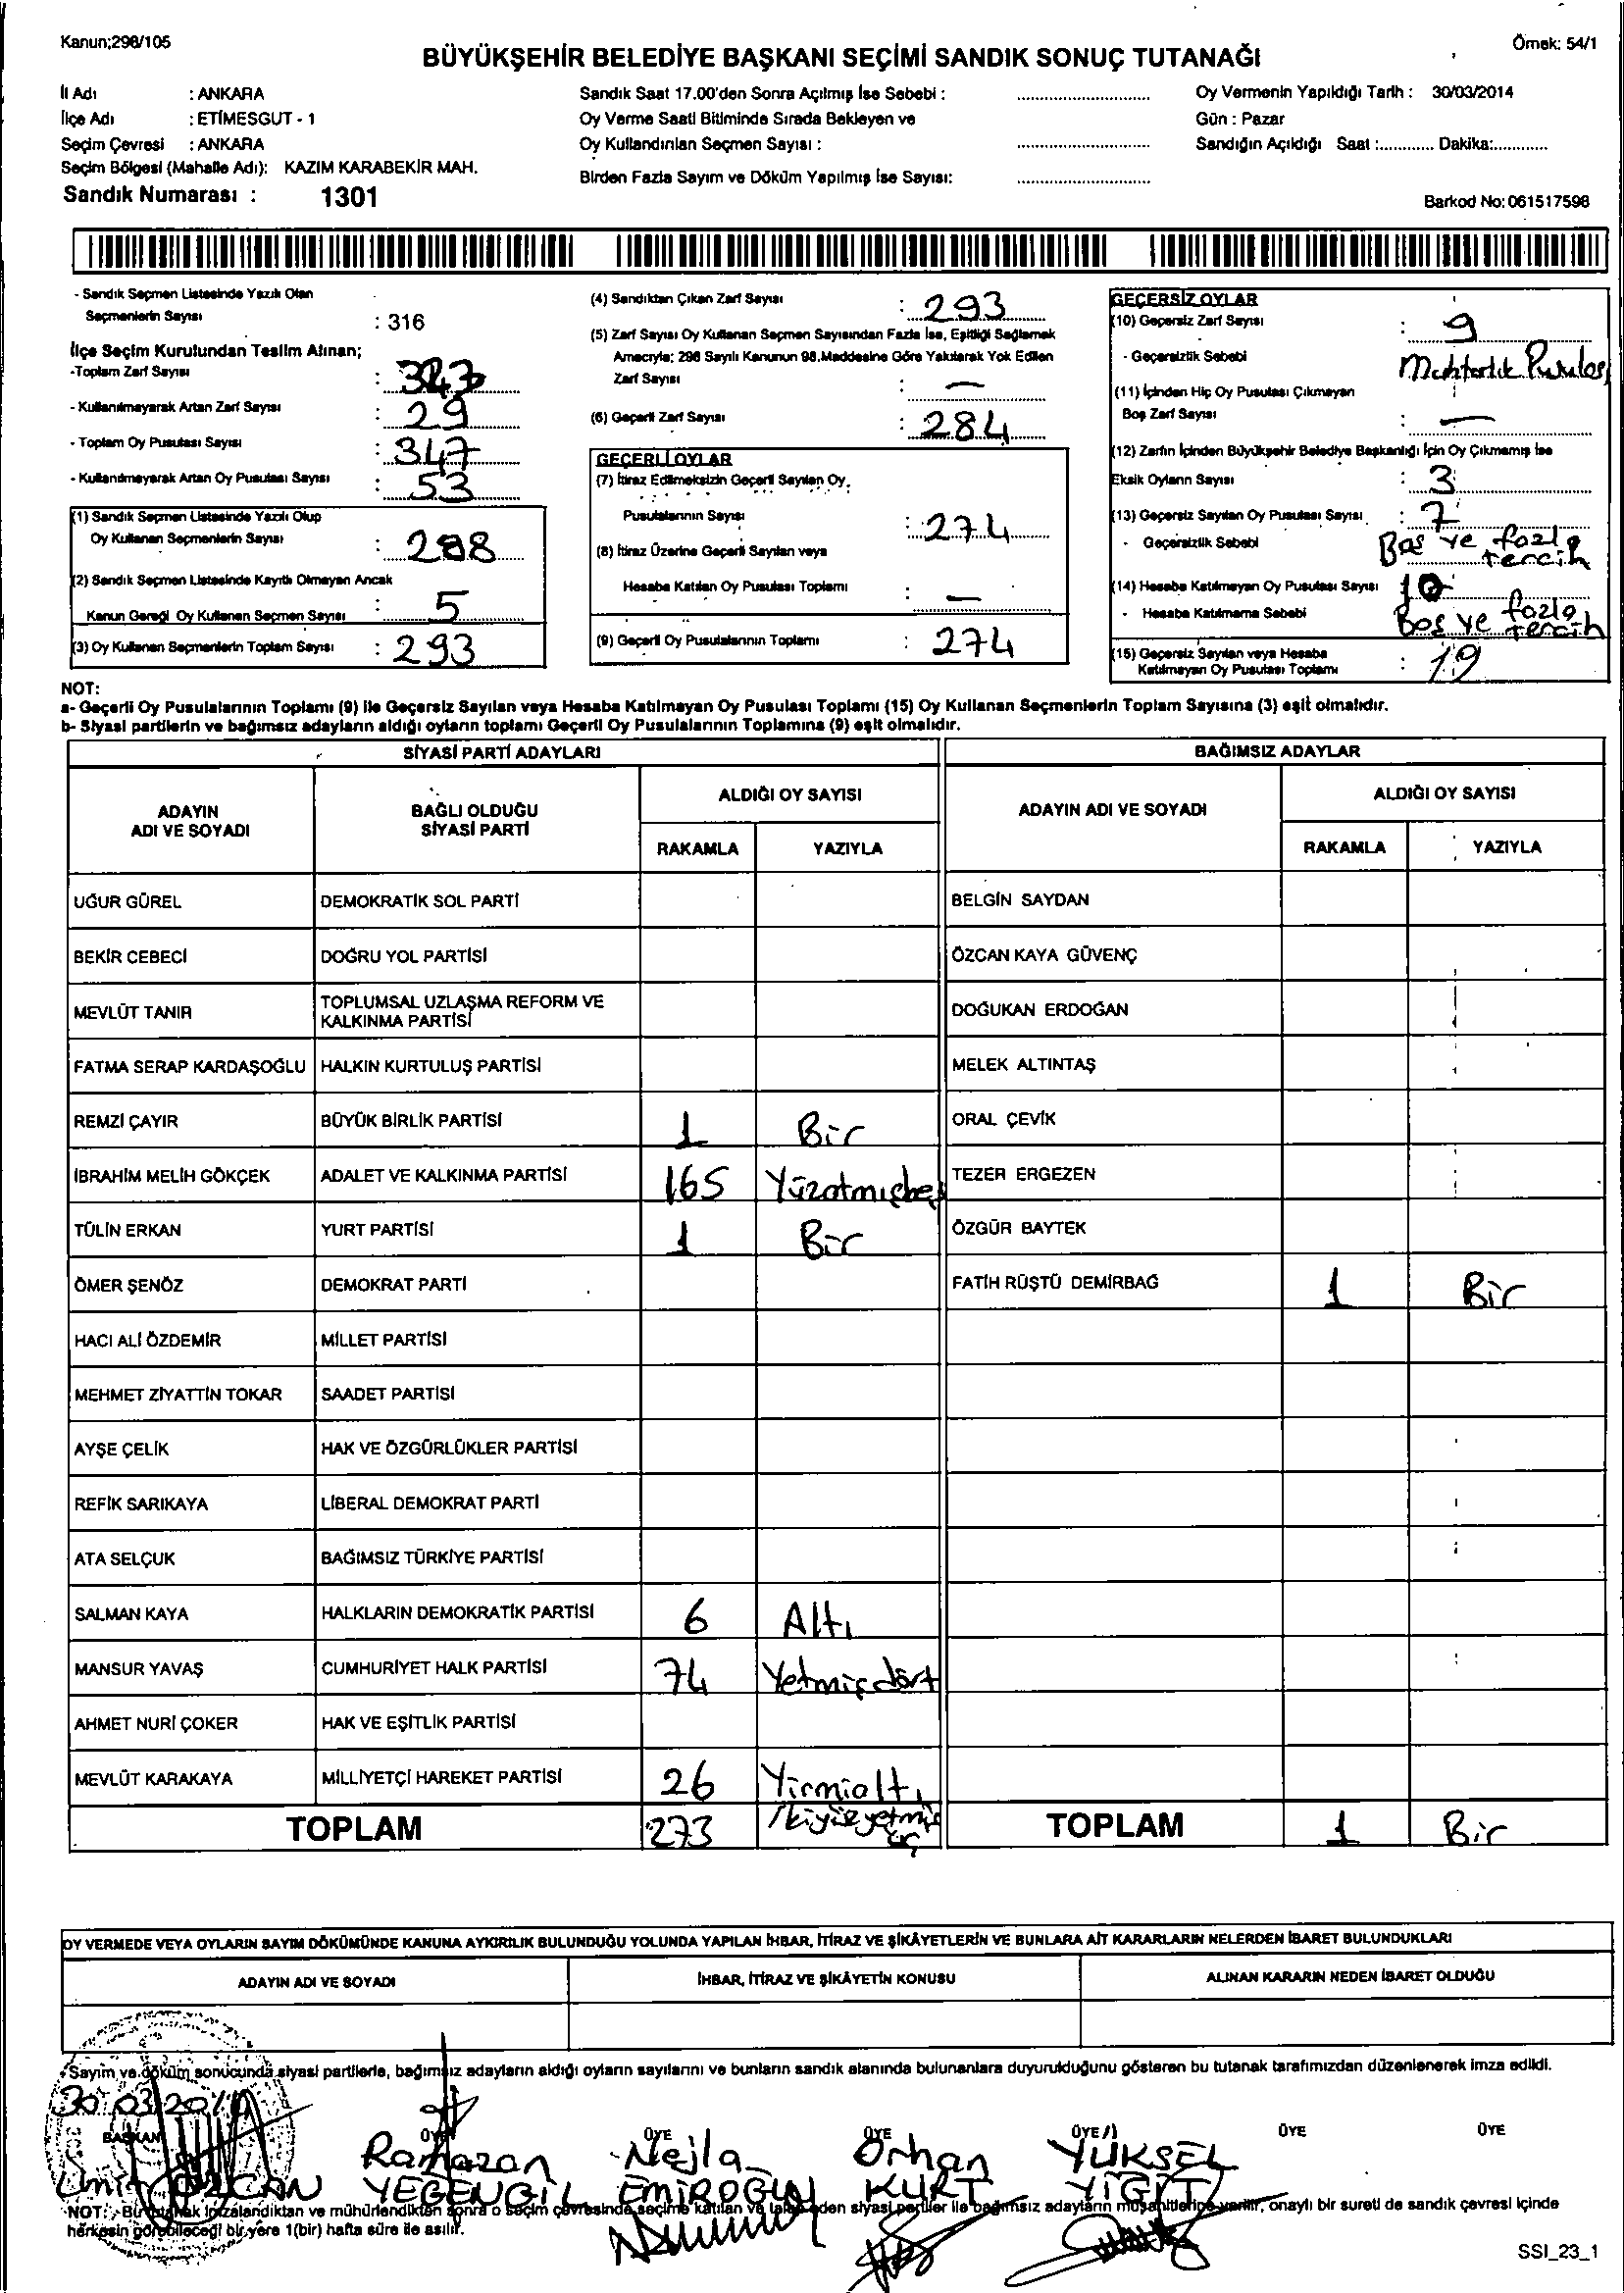 Kanun;298/105
Örnek: 54/1
BÜYÜKŞEHİR BELEDİYE BAŞKANI SEÇİMİ SANDIK SONUÇ TUTANAĞI
İl Adı : ANKARA
İlçe Adı : ETİMESGUT - 1
Seçim Çevresi : ANKARA
Seçim Bölgesi (Mahalle Adı): KAZIM KARABEKİR MAH.
Sandık Numarası : 1301
Sandık Saat 17.00'den Sonra Açılmış İse Sebebi :
Oy Verme Saati Bitiminde Sırada Bekleyen ve
Oy Kullandırılan Seçmen Sayısı :
Birden Fazla Sayım ve Döküm Yapılmış İse Sayısı:
Oy Vermenin Yapıldığı Tarih : 30/03/2014
Gün : Pazar
Sandığın Açıldığı Saat :............ Dakika:............
Barkod No: 061517598
- Sandık Seçmen Listesinde Yazılı Olan
Seçmenlerin Sayısı : 316
İlçe Seçim Kurulundan Teslim Alınan;
-Toplam Zarf Sayısı :
- Kullanılmayarak Artan Zarf Sayısı : 29
- Toplam Oy Pusulası Sayısı : 347
- Kullanılmayarak Artan Oy Pusulası Sayısı : 53
(1) Sandık Seçmen Listesinde Yazılı Olup
Oy Kullanan Seçmenlerin Sayısı : 288
(2) Sandık Seçmen Listesinde Kayıtlı Olmayan Ancak
Kanun Gereği Oy Kullanan Seçmen Sayısı : 5
(3) Oy Kullanan Seçmenlerin Toplam Sayısı : 293
(4) Sandıktan Çıkan Zarf Sayısı : 293
(5) Zarf Sayısı Oy Kullanan Seçmen Sayısından Fazla İse, Eşitliği Sağlamak
Amacıyla; 298 Sayılı Kanunun 98.Maddesine Göre Yakılarak Yok Edilen
Zarf Sayısı : —
(6) Geçerli Zarf Sayısı : 284
GEÇERLİ OYLAR
(7) İtiraz Edilmeksizin Geçerli Sayılan Oy
Pusulalarının Sayısı : 274
(8) İtiraz Üzerine Geçerli Sayılan veya
Hesaba Katılan Oy Pusulası Toplamı : —
(9) Geçerli Oy Pusulalarının Toplamı : 274
GEÇERSİZ OYLAR
(10) Geçersiz Zarf Sayısı : 9
- Geçersizlik Sebebi Muhtarlık Pusulası
(11) İçinden Hiç Oy Pusulası Çıkmayan
Boş Zarf Sayısı : —
(12) Zarfın İçinden Büyükşehir Belediye Başkanlığı İçin Oy Çıkmamış İse
Eksik Oyların Sayısı : 3
(13) Geçersiz Sayılan Oy Pusulası Sayısı : 7
- Geçersizlik Sebebi Boş ve fazla tercih
(14) Hesaba Katılmayan Oy Pusulası Sayısı 10
- Hesaba Katılmama Sebebi Boş ve fazla tercih
(15) Geçersiz Sayılan veya Hesaba
Katılmayan Oy Pusulası Toplamı : 19
NOT:
a- Geçerli Oy Pusulalarının Toplamı (9) ile Geçersiz Sayılan veya Hesaba Katılmayan Oy Pusulası Toplamı (15) Oy Kullanan Seçmenlerin Toplam Sayısına (3) eşit olmalıdır.
b- Siyasi partilerin ve bağımsız adayların aldığı oyların toplamı Geçerli Oy Pusulalarının Toplamına (9) eşit olmalıdır.
SİYASİ PARTİ ADAYLARI BAĞIMSIZ ADAYLAR
ADAYIN ADI VE SOYADI BAĞLI OLDUĞU SİYASİ PARTİ ALDIĞI OY SAYISI ADAYIN ADI VE SOYADI ALDIĞI OY SAYISI
RAKAMLA YAZIYLA RAKAMLA YAZIYLA
UĞUR GÜREL DEMOKRATİK SOL PARTİ BELGİN SAYDAN
BEKİR CEBECİ DOĞRU YOL PARTİSİ ÖZCAN KAYA GÜVENÇ
MEVLÜT TANIR TOPLUMSAL UZLAŞMA REFORM VE KALKINMA PARTİSİ DOĞUKAN ERDOĞAN
FATMA SERAP KARDAŞOĞLU HALKIN KURTULUŞ PARTİSİ MELEK ALTINTAŞ
REMZİ ÇAYIR BÜYÜK BİRLİK PARTİSİ 1 Bir ORAL ÇEVİK
İBRAHİM MELİH GÖKÇEK ADALET VE KALKINMA PARTİSİ 165 Yüzatmışbeş TEZER ERGEZEN
TÜLİN ERKAN YURT PARTİSİ 1 Bir ÖZGÜR BAYTEK
ÖMER ŞENÖZ DEMOKRAT PARTİ FATİH RÜŞTÜ DEMİRBAĞ 1 Bir
HACI ALİ ÖZDEMİR MİLLET PARTİSİ
MEHMET ZİYATTİN TOKAR SAADET PARTİSİ
AYŞE ÇELİK HAK VE ÖZGÜRLÜKLER PARTİSİ
REFİK SARIKAYA LİBERAL DEMOKRAT PARTİ
ATA SELÇUK BAĞIMSIZ TÜRKİYE PARTİSİ
SALMAN KAYA HALKLARIN DEMOKRATİK PARTİSİ 6 Altı
MANSUR YAVAŞ CUMHURİYET HALK PARTİSİ 74 Yetmişdört
AHMET NURİ ÇOKER HAK VE EŞİTLİK PARTİSİ
MEVLÜT KARAKAYA MİLLİYETÇİ HAREKET PARTİSİ 26 Yirmialtı
TOPLAM 273 İkiyüzyetmiş üç TOPLAM 1 Bir
OY VERMEDE VEYA OYLARIN SAYIM DÖKÜMÜNDE KANUNA AYKIRILIK BULUNDUĞU YOLUNDA YAPILAN İHBAR, İTİRAZ VE ŞİKÂYETLERİN VE BUNLARA AİT KARARLARIN NELERDEN İBARET BULUNDUKLARI
ADAYIN ADI VE SOYADI İHBAR, İTİRAZ VE ŞİKÂYETİN KONUSU ALINAN KARARIN NEDEN İBARET OLDUĞU
Sayım ve döküm sonucunda siyasi partilerle, bağımsız adayların aldığı oyların sayılarını ve bunların sandık alanında bulunanlara duyurulduğunu gösteren bu tutanak tarafımızdan düzenlenerek imza edildi.
30.03.2014
BAŞKAN ÜYE ÜYE ÜYE ÜYE ÜYE ÜYE
Ümit ÖZCAN Ramazan YEGENGİL Nejla EMİROĞLU Orhan KURT YÜKSEL YİĞİT
NOT: Bu tutanak imzalandıktan ve mühürlendikten sonra o seçim çevresinde seçime katılan ve talep eden siyasi partiler ile bağımsız adayların müşahitlerine verilir, onaylı bir sureti de sandık çevresi içinde
herkesin görebileceği bir yere 1(bir) hafta süre ile asılır.
SSI_23_1